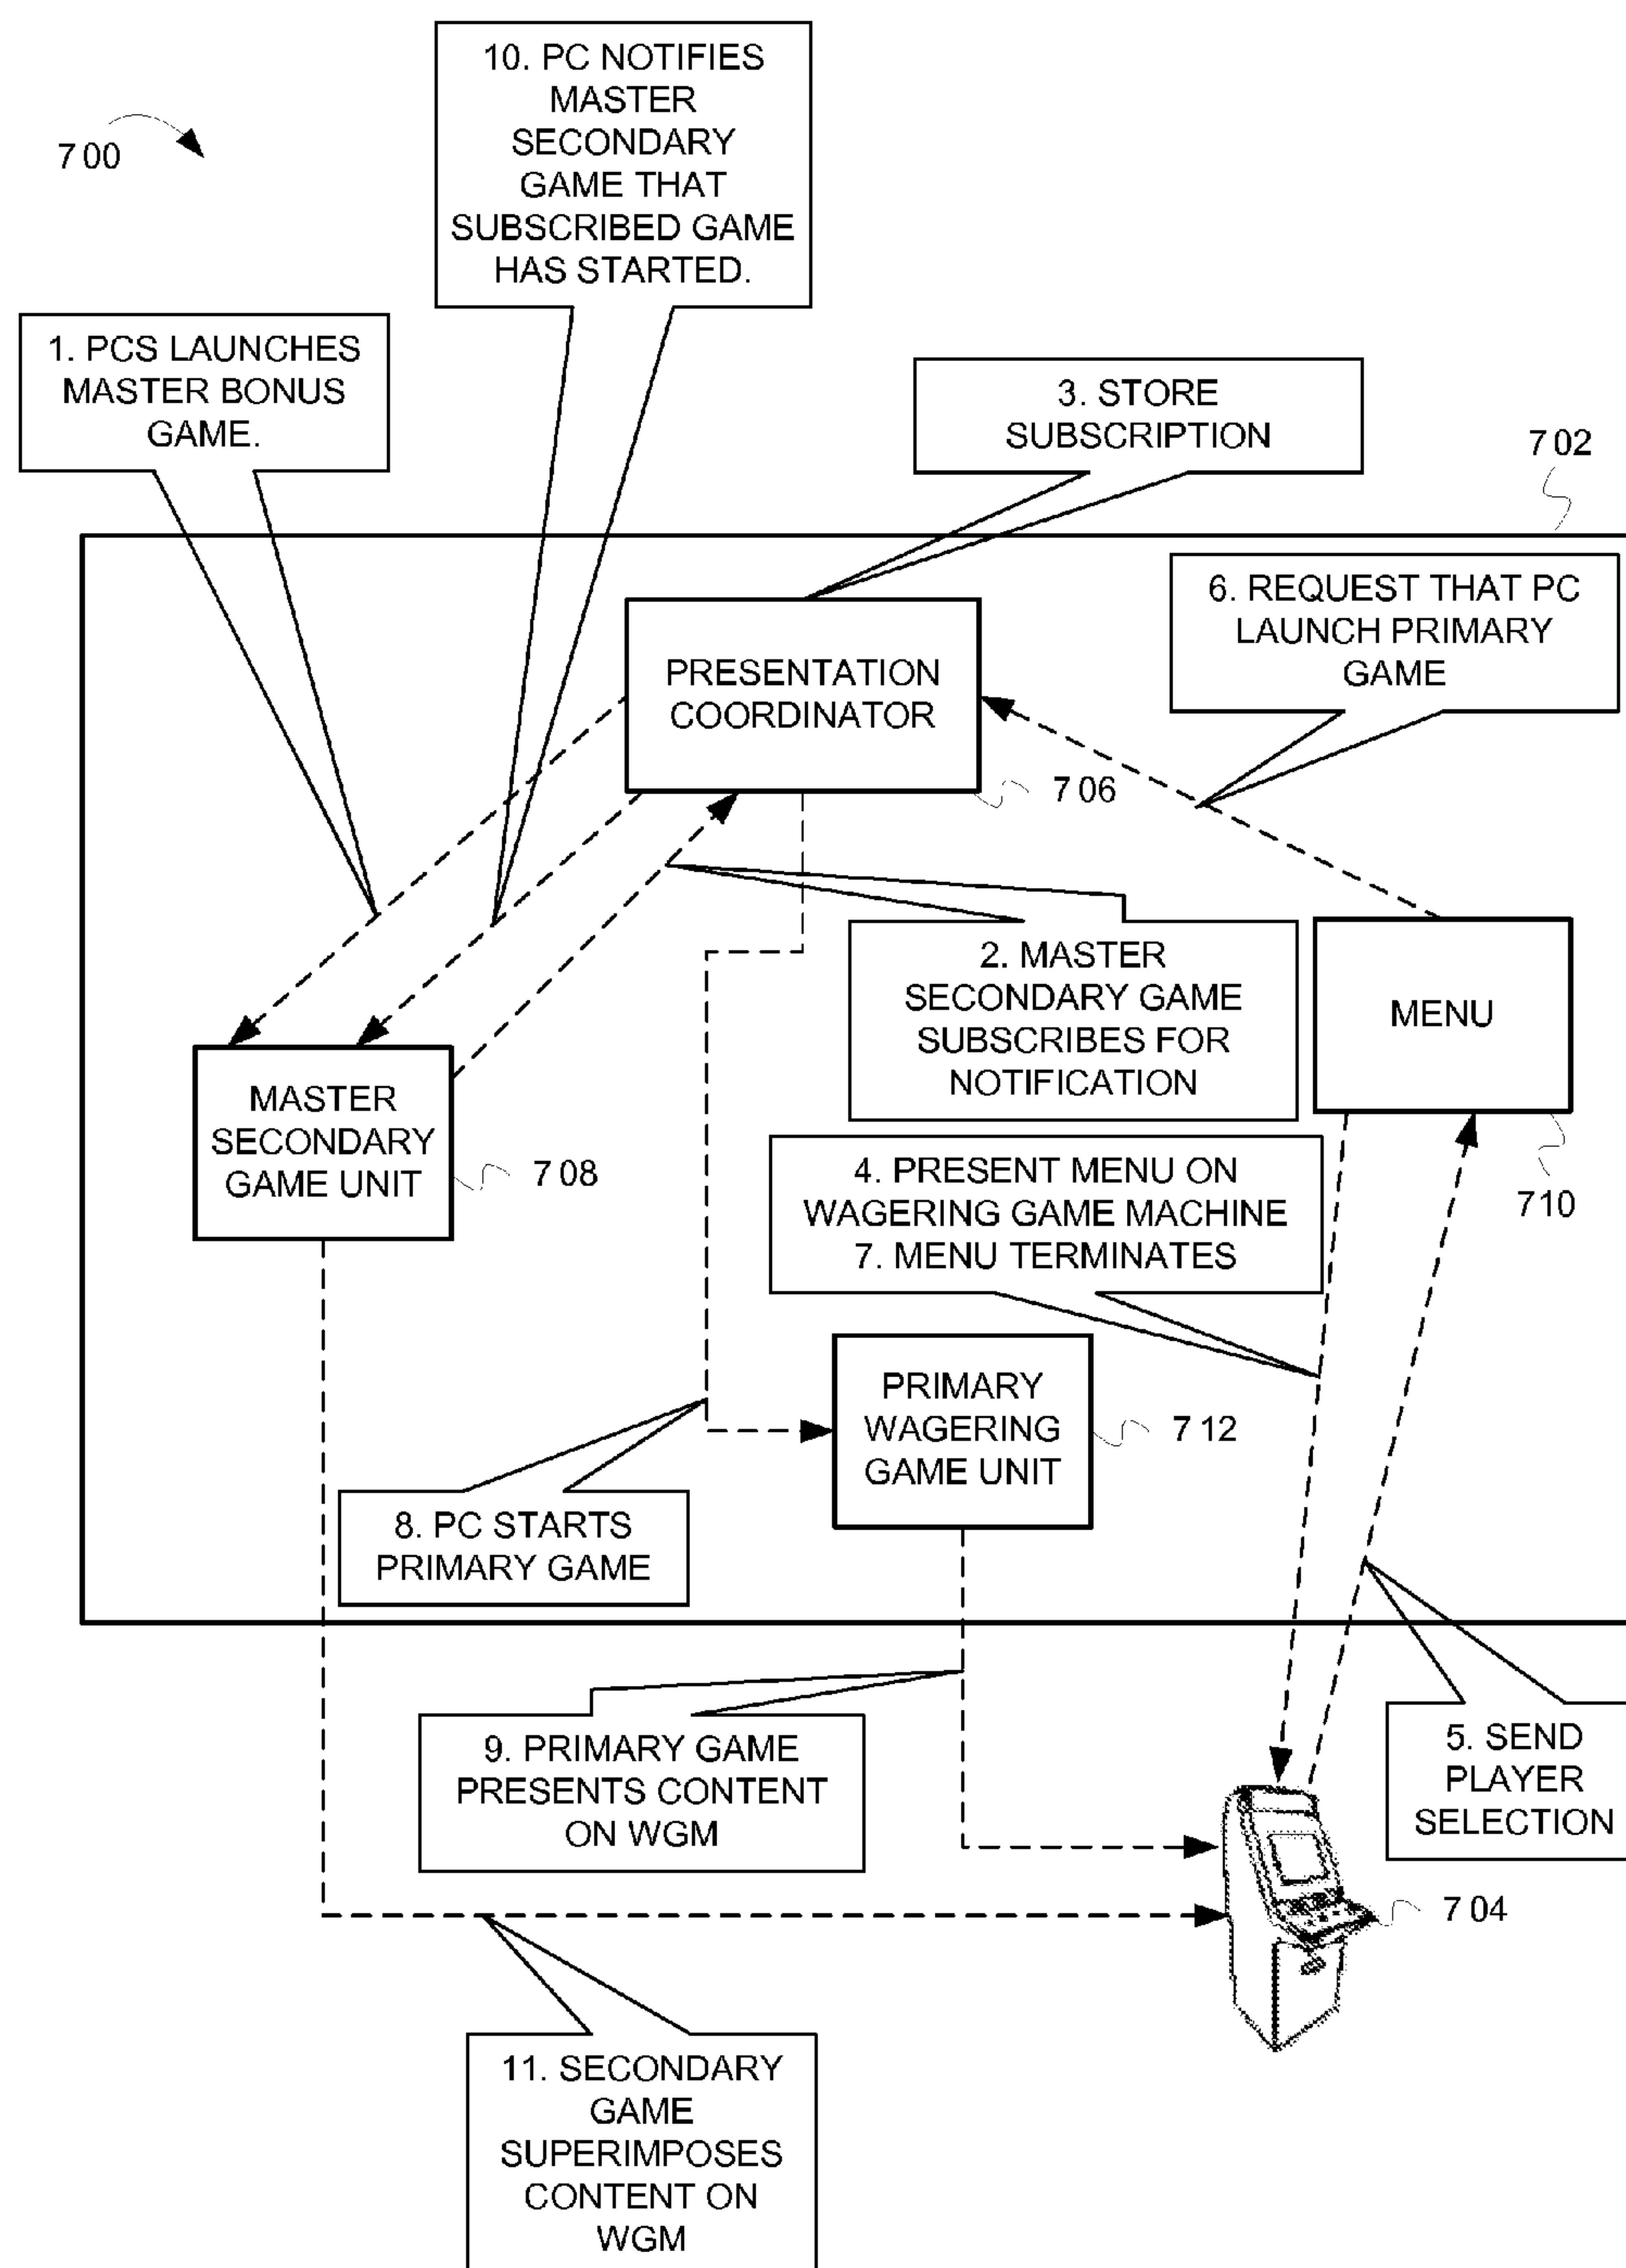 10. PC NOTIFIES
MASTER
SECONDARY
GAME THAT
SUBSCRIBED GAME
HAS STARTED.
700
1. PCS LAUNCHES
MASTER BONUS
GAME.
3. STORE
SUBSCRIPTION
702
6. REQUEST THAT PC
LAUNCH PRIMARY
GAME
PRESENTATION
COORDINATOR
706
2. MASTER
SECONDARY GAME
SUBSCRIBES FOR
NOTIFICATION
MENU
710
MASTER
SECONDARY
GAME UNIT
708
4. PRESENT MENU ON
WAGERING GAME MACHINE
7. MENU TERMINATES
PRIMARY
WAGERING
GAME UNIT
712
8. PC STARTS
PRIMARY GAME
9. PRIMARY GAME
PRESENTS CONTENT
ON WGM
5. SEND
PLAYER
SELECTION
704
11. SECONDARY
GAME
SUPERIMPOSES
CONTENT ON
WGM